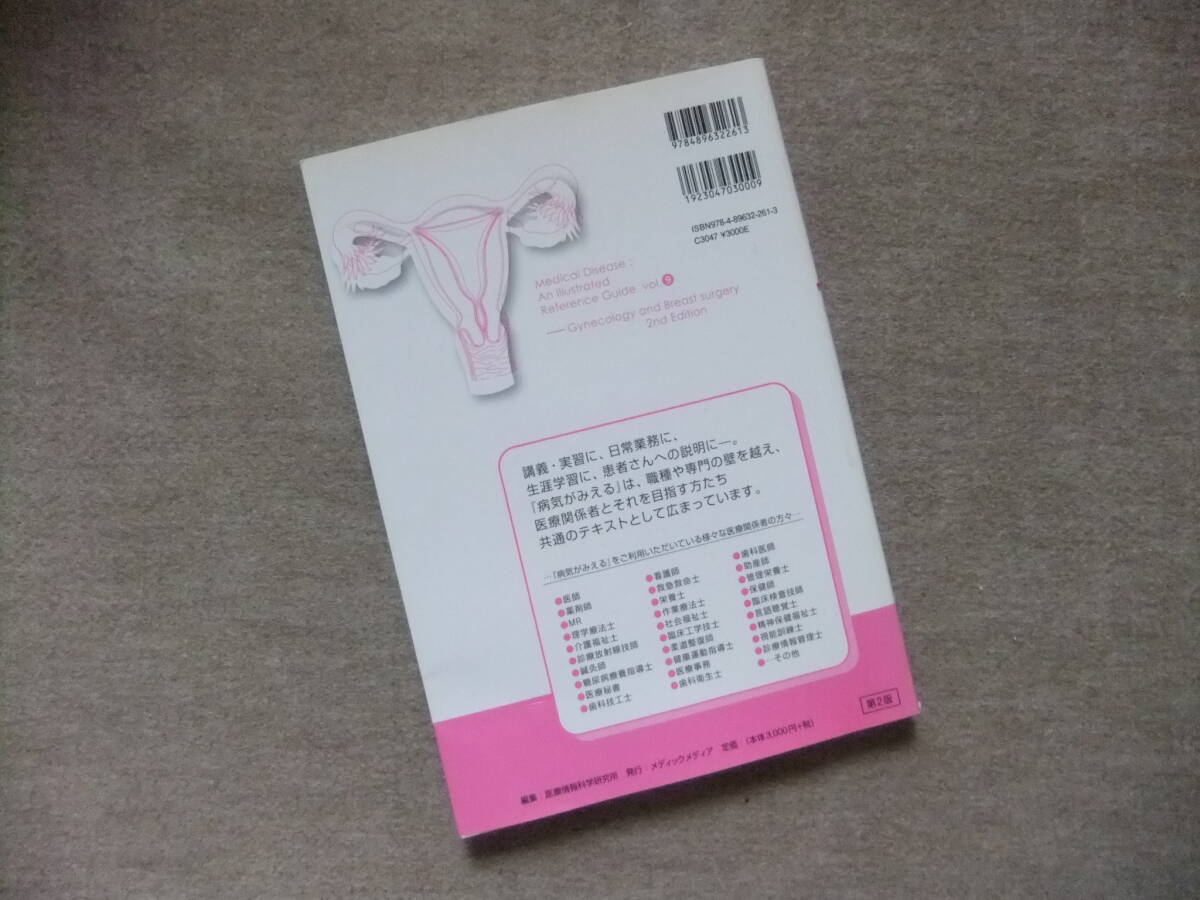 9784896322613
1923047030009
ISBN978-4-89632-261-3
C3047 ¥3000E
Medical Disease :
An Illustrated
Reference Guide vol.9
—Gynecology and Breast surgery
2nd Edition
講義・実習に、日常業務に、
生涯学習に、患者さんへの説明に―。
『病気がみえる』は、職種や専門の壁を越え、
医療関係者とそれを目指す方たち
共通のテキストとして広まっています。
…『病気がみえる』をご利用いただいている様々な医療関係者の方々…
●医師
●薬剤師
●MR
●理学療法士
●介護福祉士
●診療放射線技師
●鍼灸師
●糖尿病療養指導士
●医療秘書
●歯科技工士
●看護師
●救急救命士
●栄養士
●作業療法士
●社会福祉士
●臨床工学技士
●柔道整復師
●健康運動指導士
●医療事務
●歯科衛生士
●歯科医師
●助産師
●管理栄養士
●保健師
●臨床検査技師
●言語聴覚士
●精神保健福祉士
●視能訓練士
●診療情報管理士
●…その他
第2版
編集：医療情報科学研究所 発行：メディックメディア 定価：（本体3,000円+税）